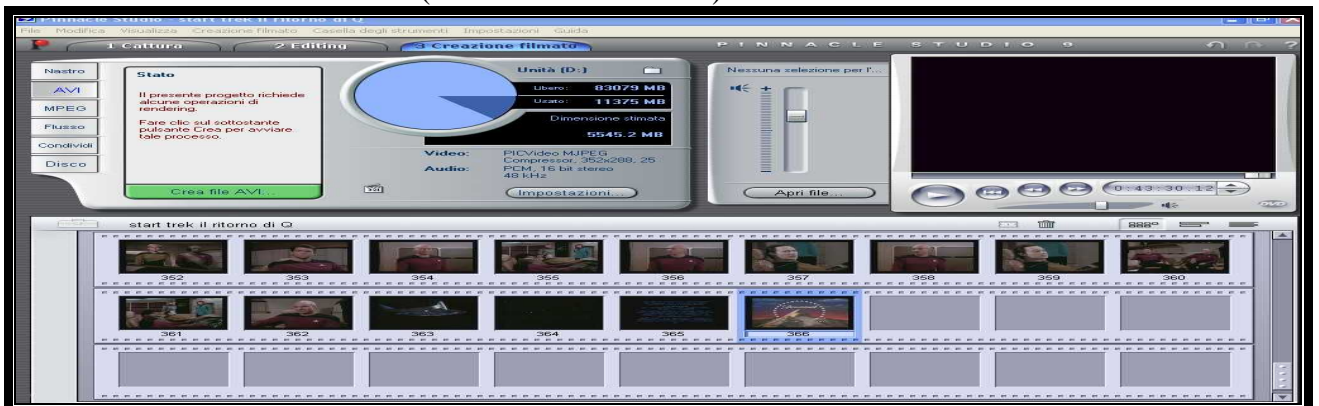 Pinnacle Studio - start trek il ritorno di Q
File Modifica Visualizza Creazione filmato Casella degli strumenti Impostazioni Guida
1 Cattura 2 Editing 3 Creazione filmato PINNACLE STUDIO 9
Nastro
AVI
MPEG
Flusso
Condividi
Disco
Stato
Il presente progetto richiede
alcune operazioni di
rendering.
Fare clic sul sottostante
pulsante Crea per avviare
tale processo.
Crea file AVI...
Unità (D:)
Libero: 83079 MB
Usato: 11375 MB
Dimensione stimata
5545.2 MB
Video: PICVideo MJPEG
Compressor, 352x288, 25
Audio: PCM, 16 bit stereo
48 kHz
Impostazioni...
Nessuna selezione per l'...
Apri file...
0:43:30.12
start trek il ritorno di Q
352 353 354 355 356 357 358 359 360
361 362 363 364 365 366